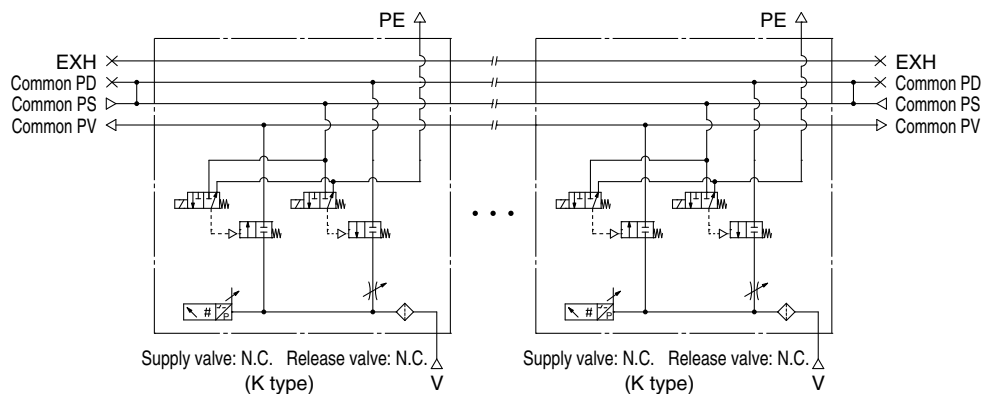 PE PE
EXH EXH
Common PD Common PD
Common PS Common PS
Common PV Common PV
• • •
# P # P
Supply valve: N.C. Release valve: N.C. V Supply valve: N.C. Release valve: N.C. V
(K type) (K type)